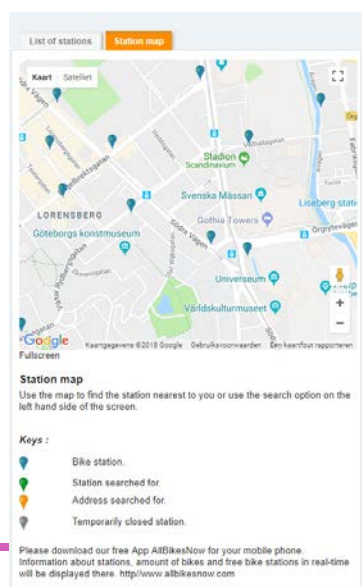 List of stations
Station map
Kaart
Satelliet
Stadion
Scandinavium
Svenska Mässan
Liseberg stati
LORENSBERG
Gothia Towers
Göteborgs konstmuseum
Södra Vägen
Örgrytevägen
Universeum
Världskulturmuseet
Google
Kaartgegevens ©2018 Google
Gebruiksvoorwaarden
Een kaartfout rapporteren
Fullscreen
Station map
Use the map to find the station nearest to you or use the search option on the
left hand side of the screen.
Keys :
Bike station.
Station searched for.
Address searched for.
Temporarily closed station.
Please download our free App AllBikesNow for your mobile phone.
Information about stations, amount of bikes and free bike stations in real-time
will be displayed there. http//www.allbikesnow.com